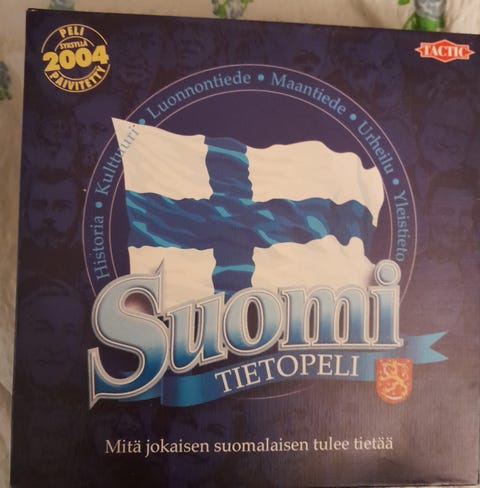 PELI
SYKSYLLÄ
2004
PÄIVITETTY
TACTIC
Historia • Kulttuuri • Luonnontiede • Maantiede • Urheilu • Yleistieto
Suomi
TIETOPELI
Mitä jokaisen suomalaisen tulee tietää